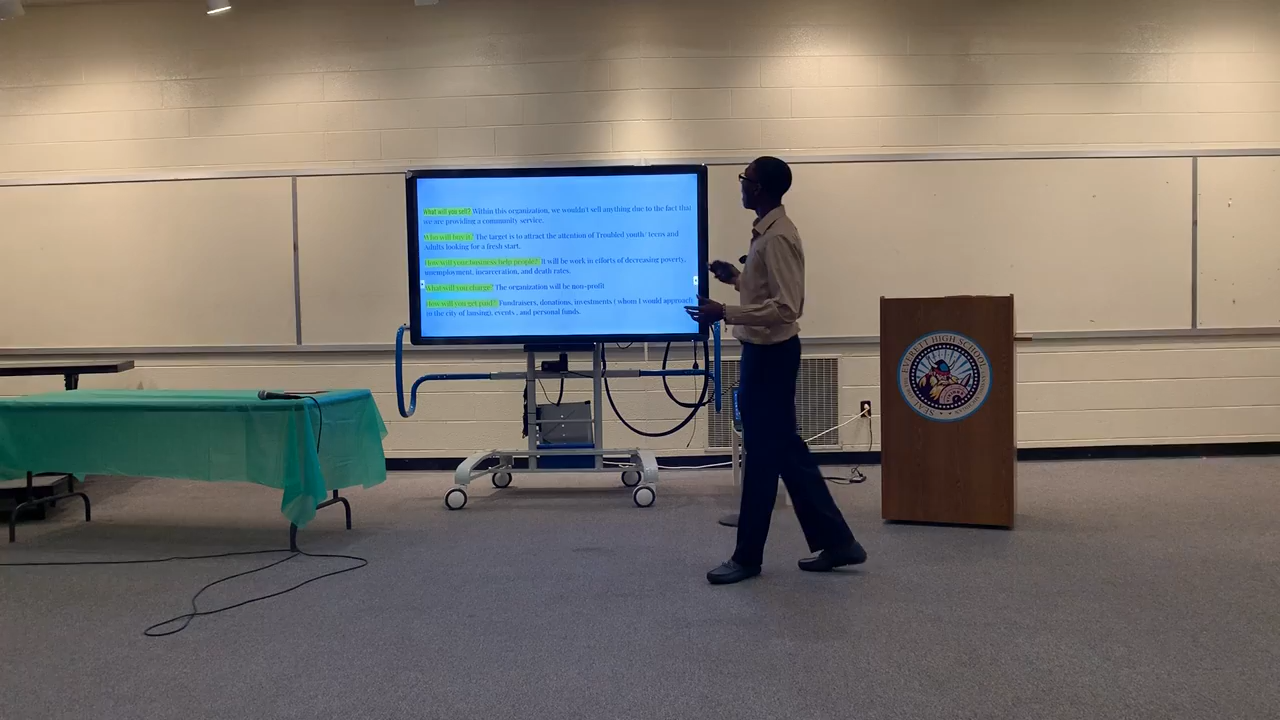 What will you sell? Within this organization, we wouldn't sell anything due to the fact that
we are providing a community service.
Who will buy it? The target is to attract the attention of Troubled youth/ teens and
Adults looking for a fresh start.
How will your business help people? It will be work in efforts of decreasing poverty,
unemployment, incarceration, and death rates.
What will you charge? The organization will be non-profit
How will you get paid? Fundraisers, donations, investments ( whom I would approach
in the city of lansing), events , and personal funds.
EVERETT HIGH SCHOOL
SEAL